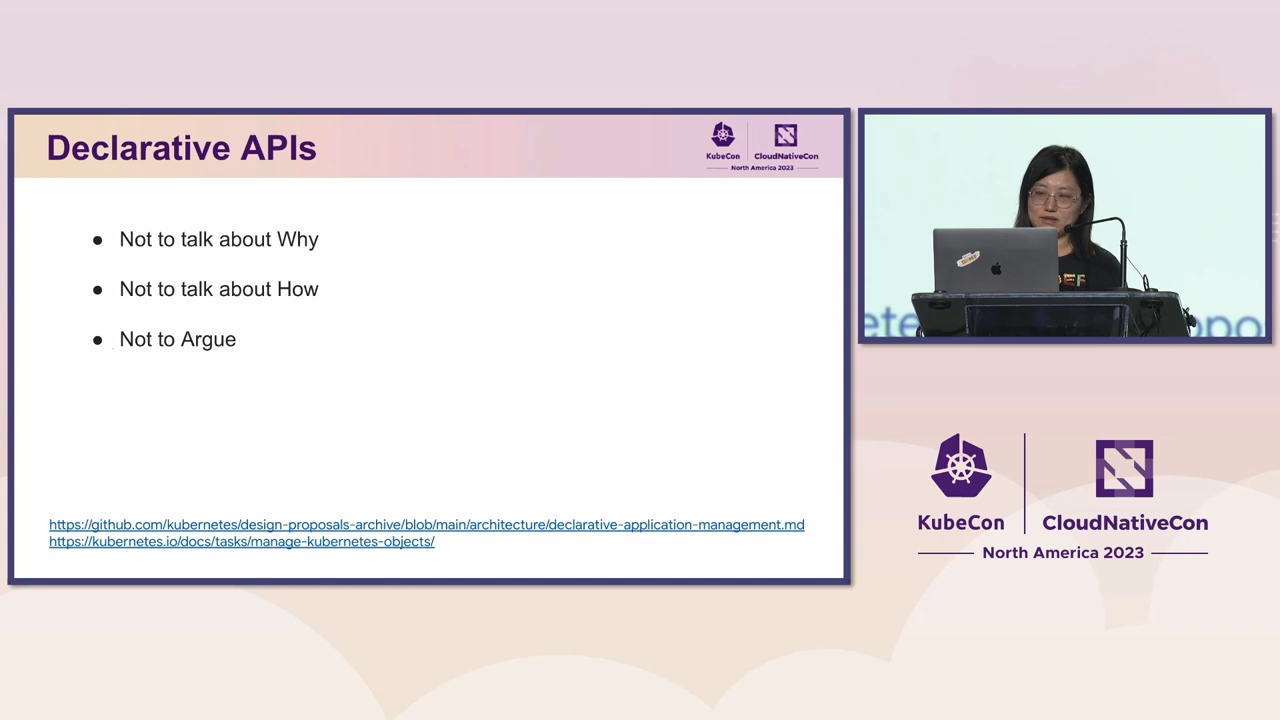 Declarative APIs
KubeCon
CloudNativeCon
North America 2023
● Not to talk about Why
● Not to talk about How
● Not to Argue
https://github.com/kubernetes/design-proposals-archive/blob/main/architecture/declarative-application-management.md
https://kubernetes.io/docs/tasks/manage-kubernetes-objects/
KubeCon
CloudNativeCon
North America 2023